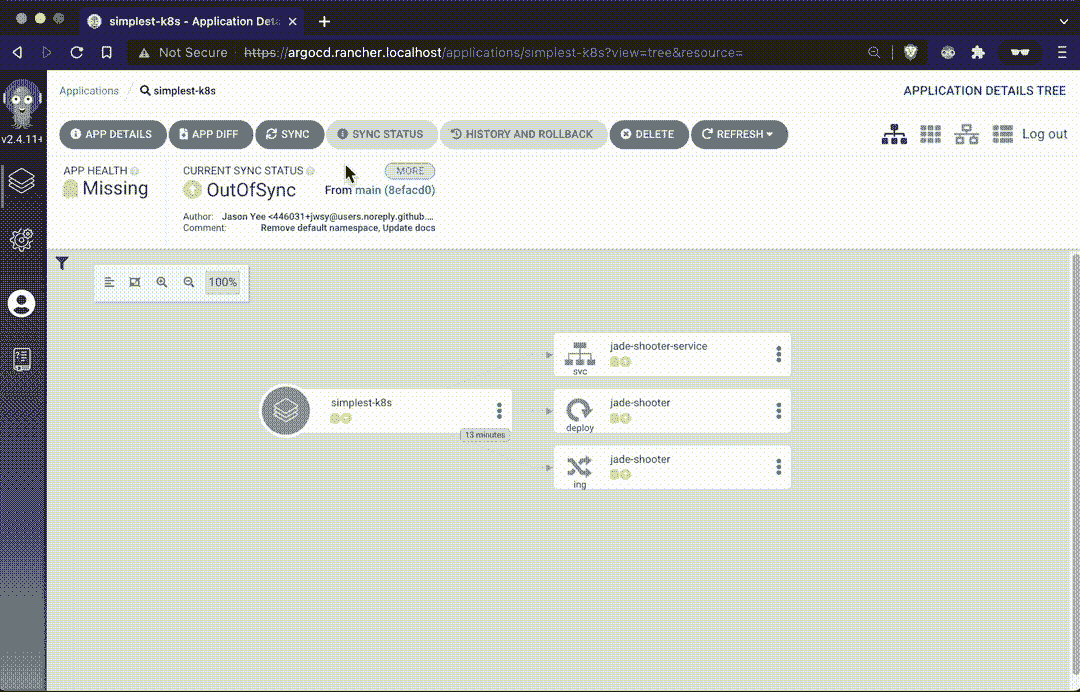 simplest-k8s - Application Deta
Not Secure
https://argocd.rancher.localhost/applications/simplest-k8s?view=tree&resource=
Applications / simplest-k8s
APPLICATION DETAILS TREE
v2.4.11+
APP DETAILS
APP DIFF
SYNC
SYNC STATUS
HISTORY AND ROLLBACK
DELETE
REFRESH
Log out
APP HEALTH
Missing
CURRENT SYNC STATUS
MORE
OutOfSync
From main (8efacd0)
Author: Jason Yee <446031+jwsy@users.noreply.github....
Comment: Remove default namespace, Update docs
100%
jade-shooter-service
svc
simplest-k8s
13 minutes
jade-shooter
deploy
jade-shooter
ing